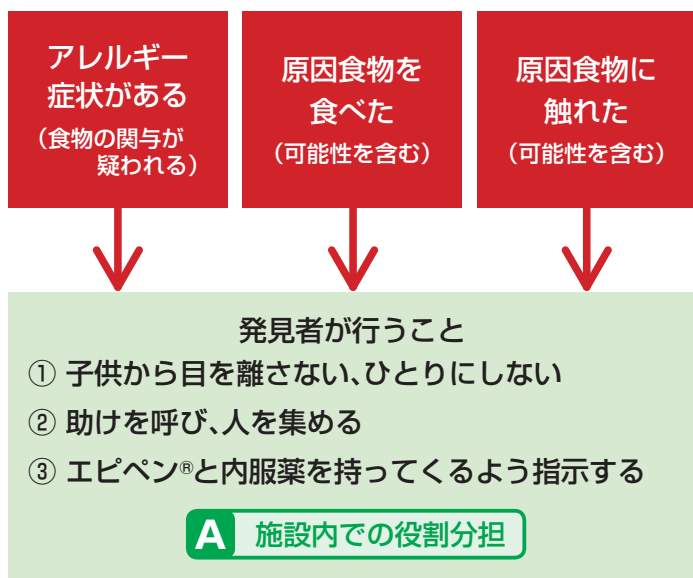 アレルギー
症状がある
（食物の関与が
疑われる）
原因食物を
食べた
（可能性を含む）
原因食物に
触れた
（可能性を含む）
発見者が行うこと
① 子供から目を離さない、ひとりにしない
② 助けを呼び、人を集める
③ エピペン®と内服薬を持ってくるよう指示する
A 施設内での役割分担